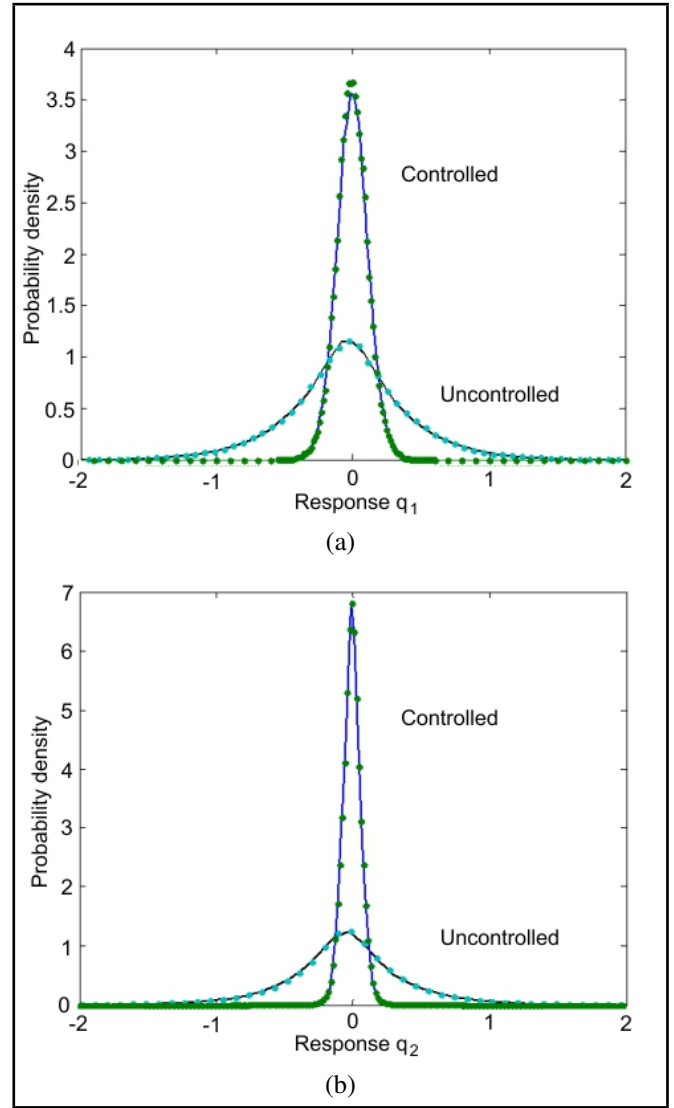 4
3.5
3
2.5
2
1.5
1
0.5
0
Probability density
Controlled
Uncontrolled
-2 -1 0 1 2
Response q1
(a)
7
6
5
4
3
2
1
0
Probability density
Controlled
Uncontrolled
-2 -1 0 1 2
Response q2
(b)